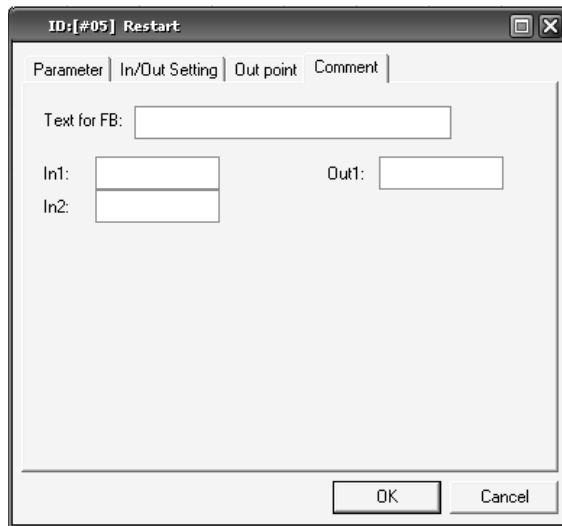 ID:[#05] Restart
Parameter In/Out Setting Out point Comment
Text for FB:
In1: Out1:
In2:
OK Cancel